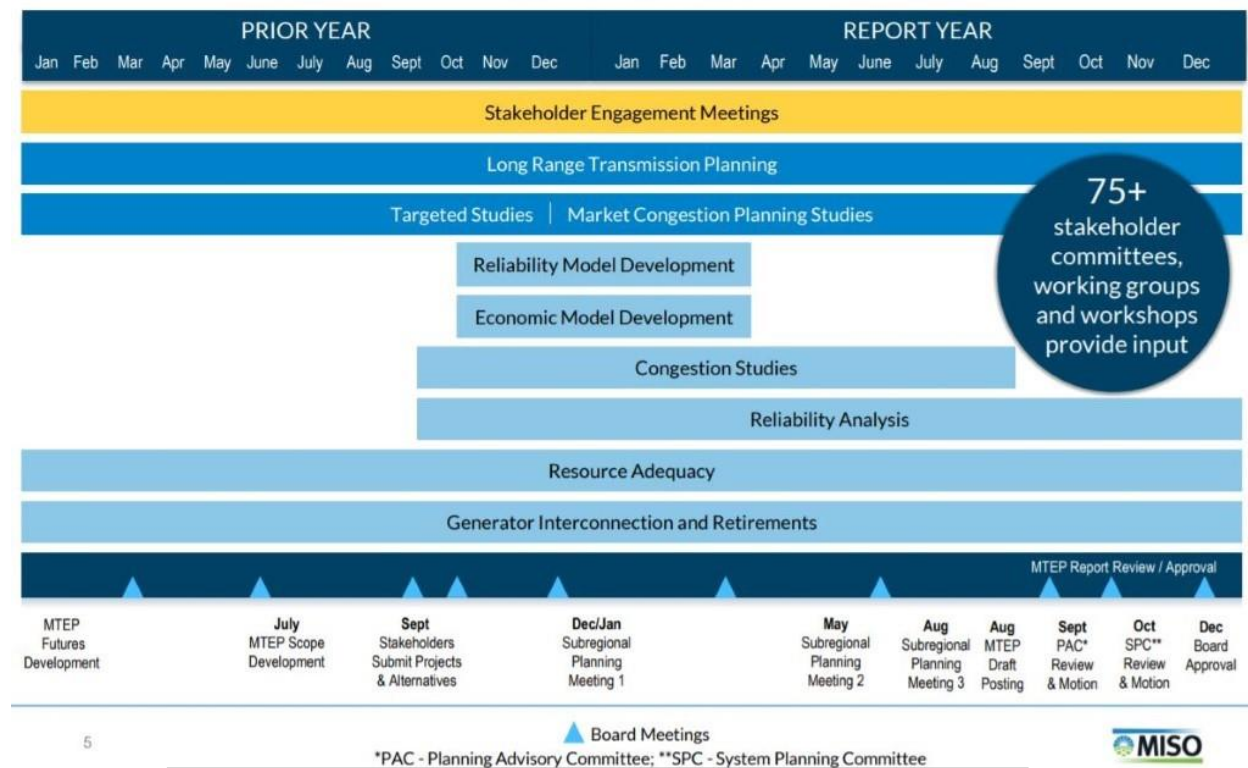 PRIOR YEAR REPORT YEAR
Jan Feb Mar Apr May June July Aug Sept Oct Nov Dec Jan Feb Mar Apr May June July Aug Sept Oct Nov Dec
Stakeholder Engagement Meetings
Long Range Transmission Planning
Targeted Studies | Market Congestion Planning Studies
75+
stakeholder
committees,
working groups
and workshops
provide input
Reliability Model Development
Economic Model Development
Congestion Studies
Reliability Analysis
Resource Adequacy
Generator Interconnection and Retirements
MTEP Report Review / Approval
MTEP
Futures
Development
July
MTEP Scope
Development
Sept
Stakeholders
Submit Projects
& Alternatives
Dec/Jan
Subregional
Planning
Meeting 1
May
Subregional
Planning
Meeting 2
Aug
Subregional
Planning
Meeting 3
Aug
MTEP
Draft
Posting
Sept
PAC*
Review
& Motion
Oct
SPC**
Review
& Motion
Dec
Board
Approval
5
Board Meetings
*PAC - Planning Advisory Committee; **SPC - System Planning Committee
MISO